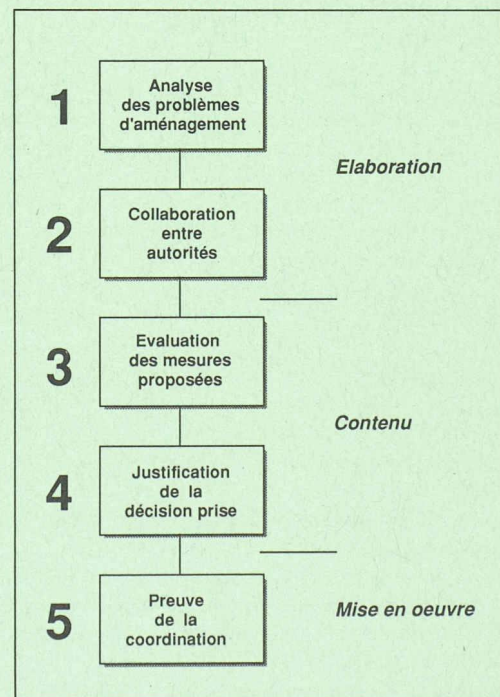 1
Analyse
des problèmes
d'aménagement
Elaboration
2
Collaboration
entre
autorités
3
Evaluation
des mesures
proposées
Contenu
4
Justification
de la
décision prise
5
Preuve
de la
coordination
Mise en oeuvre